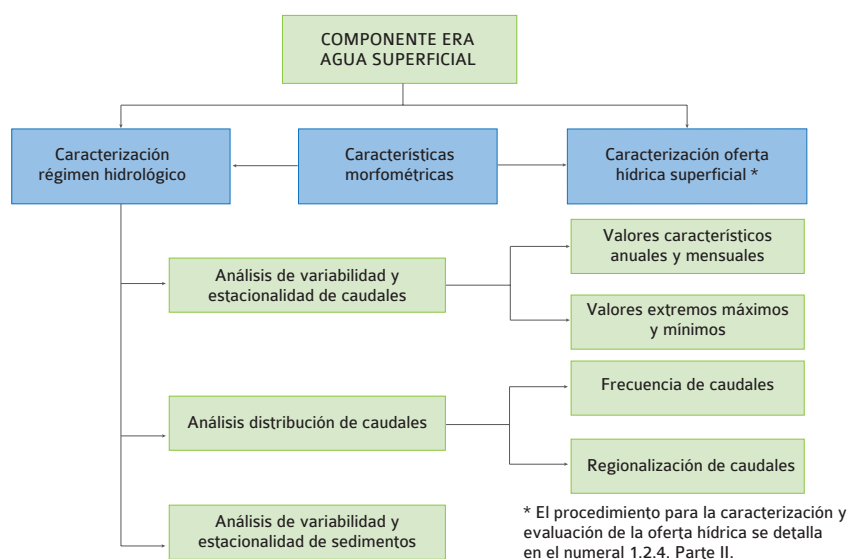 COMPONENTE ERA
AGUA SUPERFICIAL
Caracterización
régimen hidrológico
Características
morfométricas
Caracterización oferta
hídrica superficial *
Análisis de variabilidad y
estacionalidad de caudales
Valores característicos
anuales y mensuales
Valores extremos máximos
y mínimos
Análisis distribución de caudales
Frecuencia de caudales
Regionalización de caudales
Análisis de variabilidad y
estacionalidad de sedimentos
* El procedimiento para la caracterización y
evaluación de la oferta hídrica se detalla
en el numeral 1.2.4. Parte II.